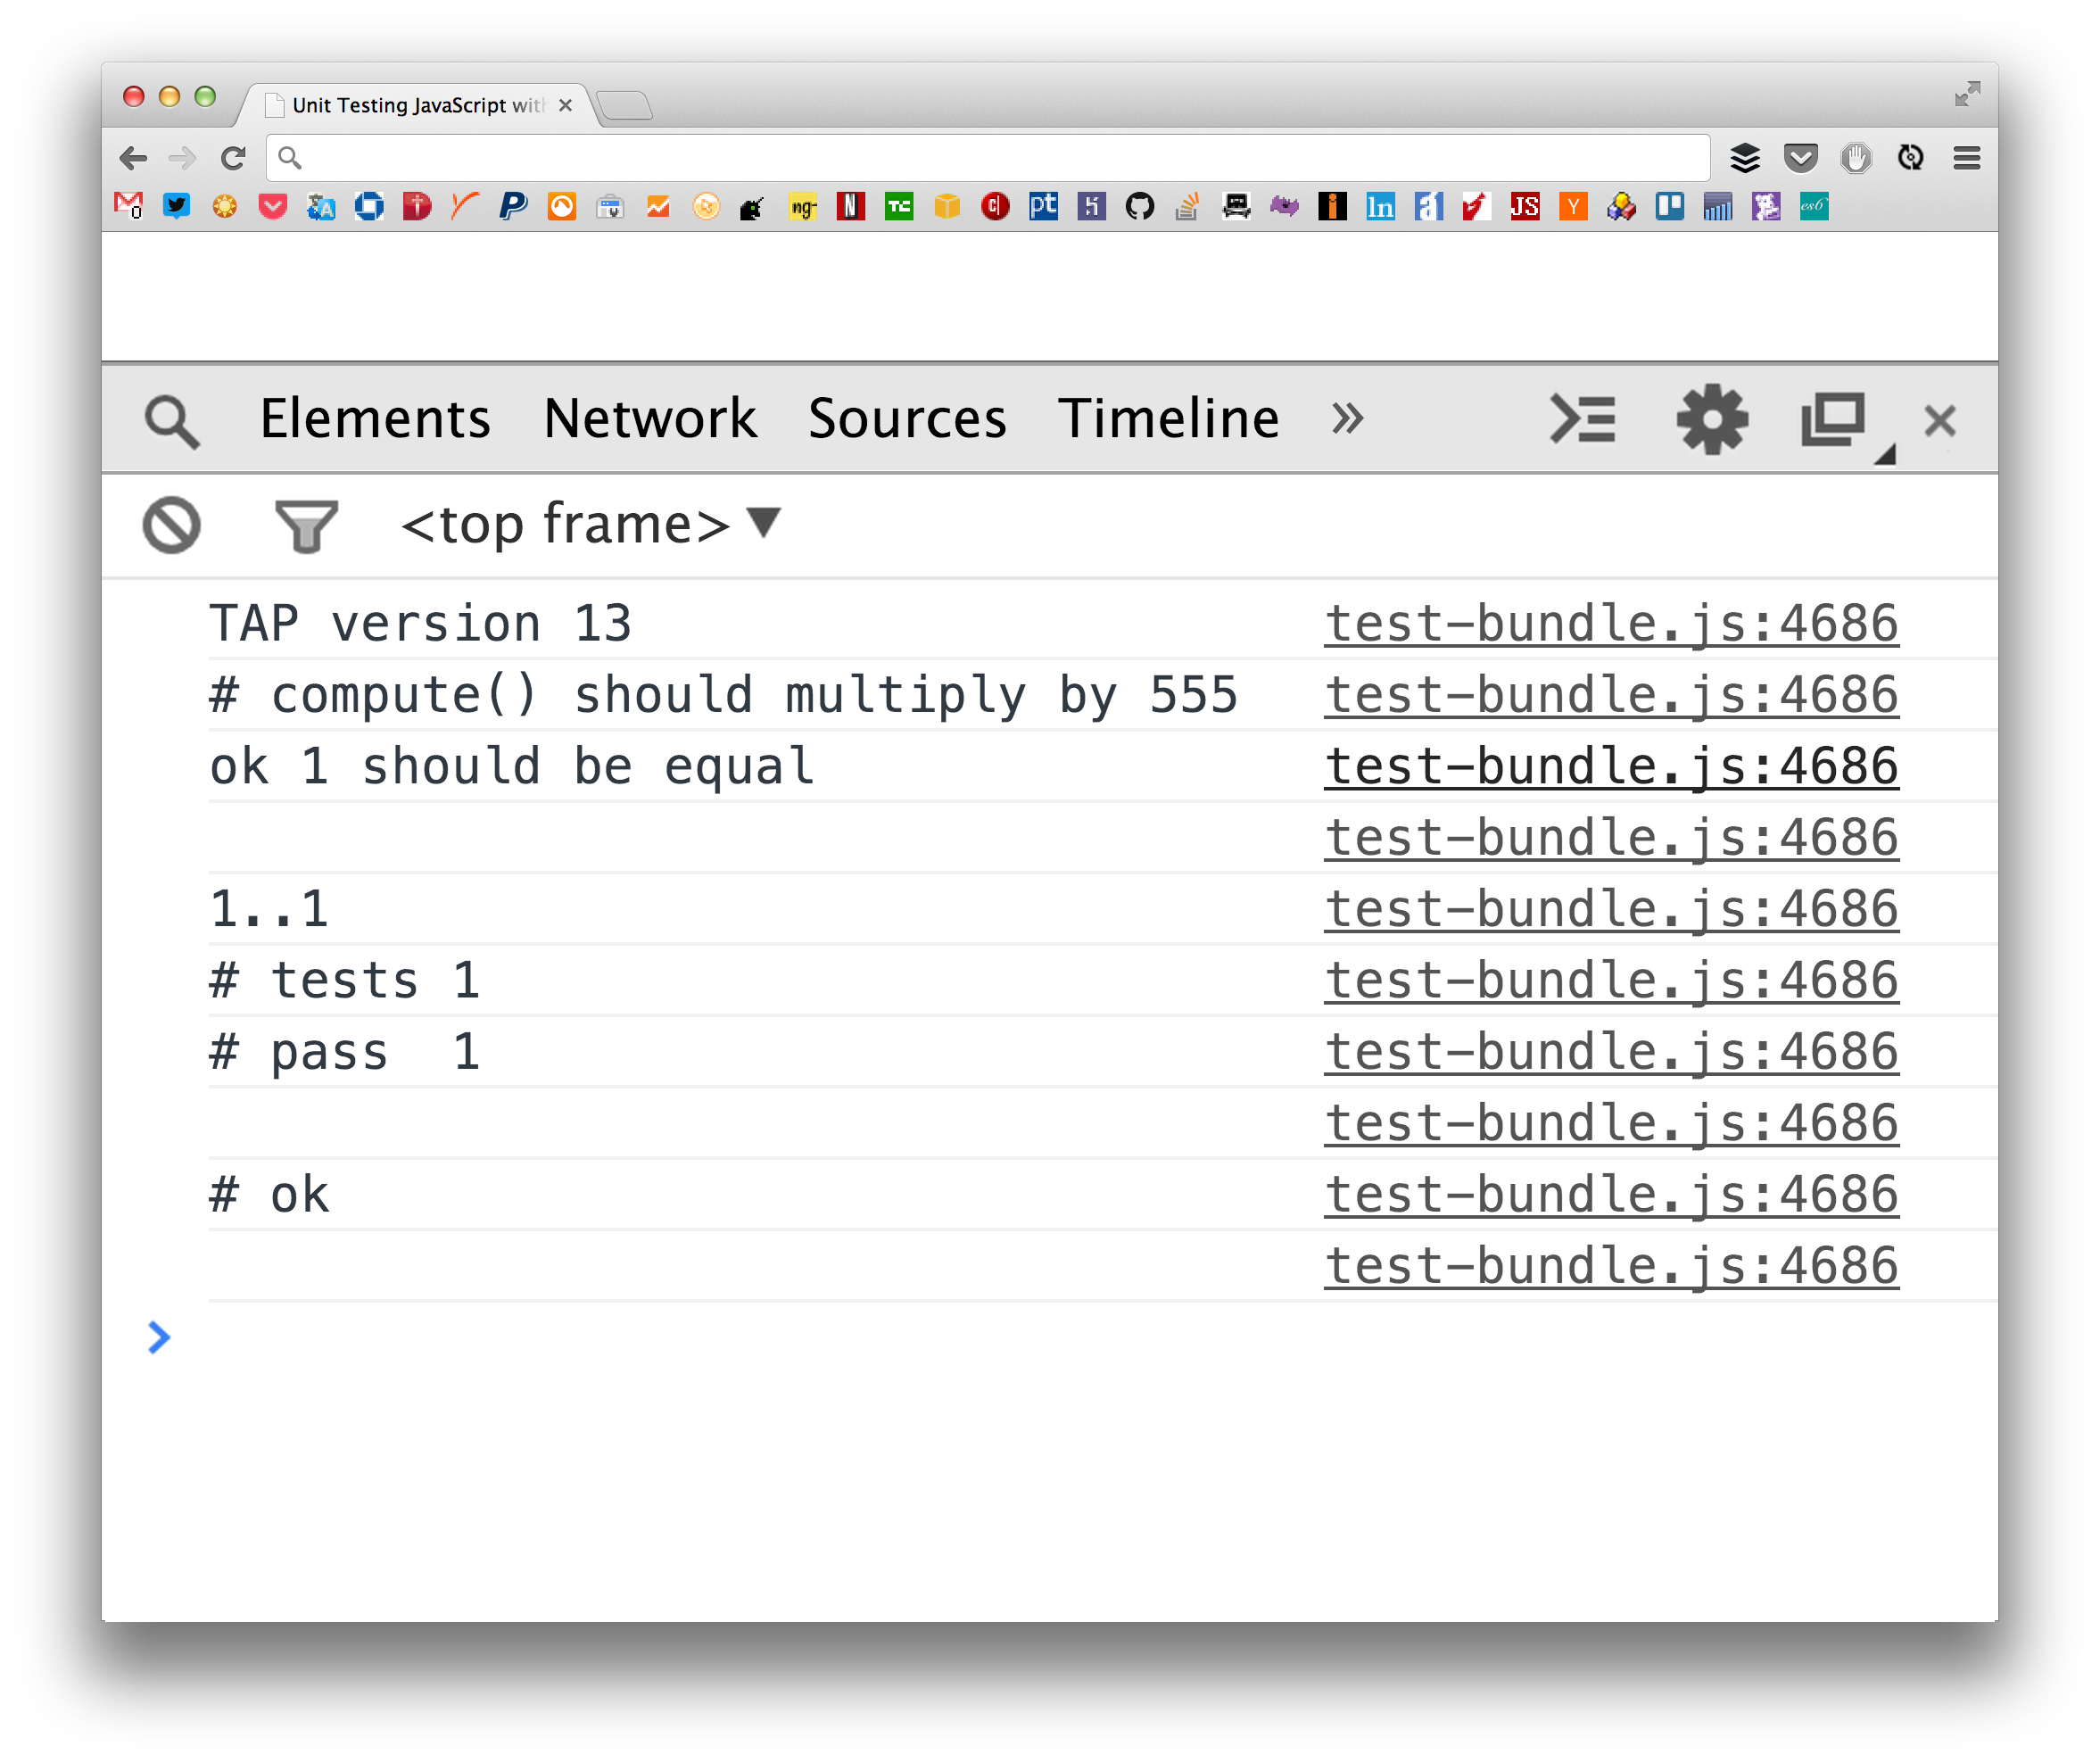 Unit Testing JavaScript with
Elements Network Sources Timeline »
<top frame>
TAP version 13 test-bundle.js:4686
# compute() should multiply by 555 test-bundle.js:4686
ok 1 should be equal test-bundle.js:4686
test-bundle.js:4686
1..1 test-bundle.js:4686
# tests 1 test-bundle.js:4686
# pass  1 test-bundle.js:4686
test-bundle.js:4686
# ok test-bundle.js:4686
test-bundle.js:4686